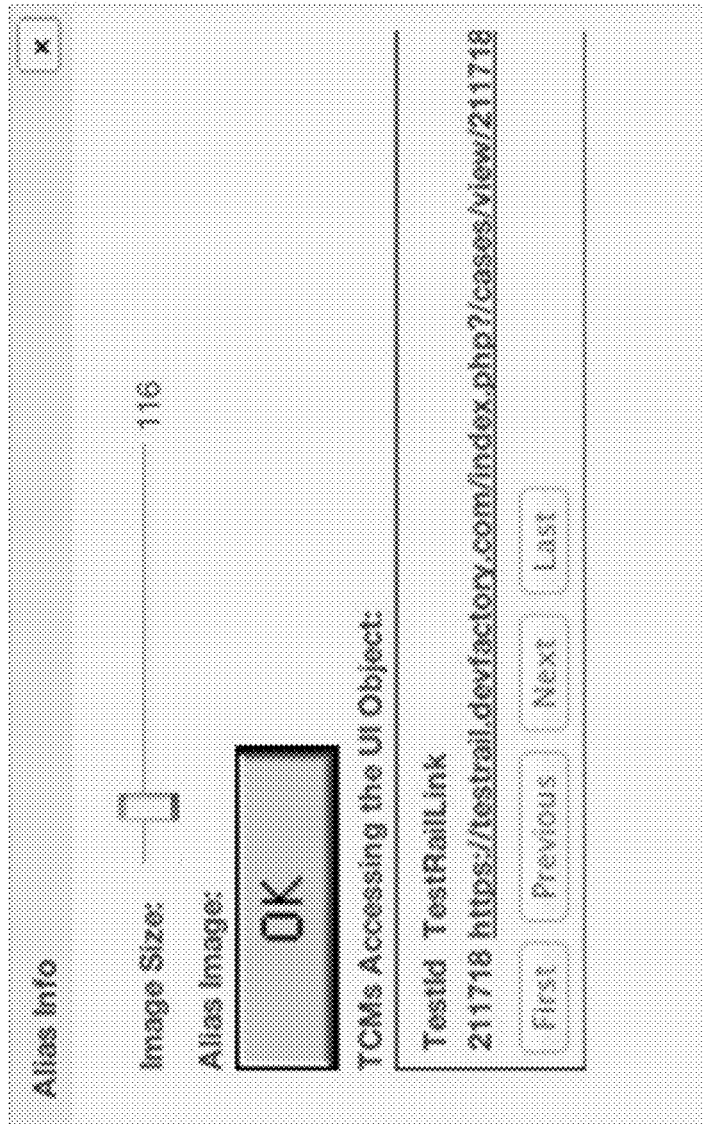 Alias Info x
Image Size: 116
Alias Image:
OK
TCMs Accessing the UI Object:
TestId TestRailLink
211718 https://testrail.devfactory.com/index.php?/cases/view/211718
First Previous Next Last